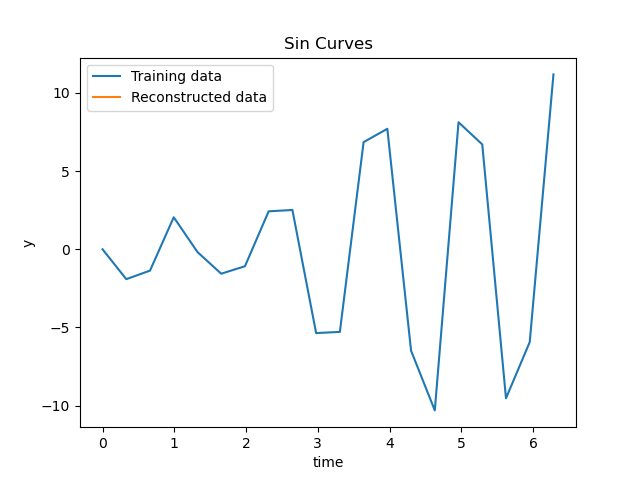 Sin Curves
Training data
Reconstructed data
10
5
0
−5
−10
y
0 1 2 3 4 5 6
time